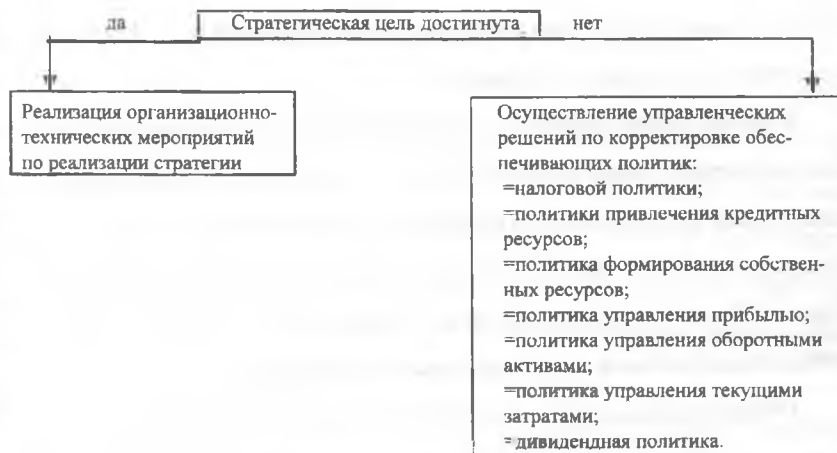 да Стратегическая цель достигнута нет
Реализация организационно-
технических мероприятий
по реализации стратегии
Осуществление управленческих
решений по корректировке обес-
печивающих политик:
=налоговой политики;
=политики привлечения кредитных
ресурсов;
=политика формирования собствен-
ных ресурсов;
=политика управления прибылью;
=политика управления оборотными
активами;
=политика управления текущими
затратами;
=дивидендная политика.